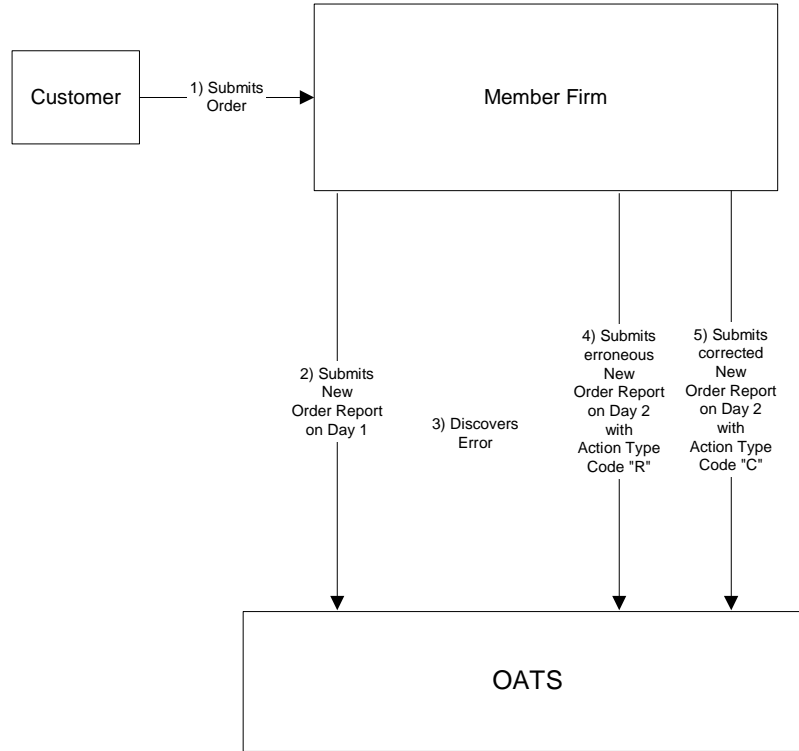 Customer
1) Submits
Order
Member Firm
2) Submits
New
Order Report
on Day 1
3) Discovers
Error
4) Submits
erroneous
New
Order Report
on Day 2
with
Action Type
Code "R"
5) Submits
corrected
New
Order Report
on Day 2
with
Action Type
Code "C"
OATS